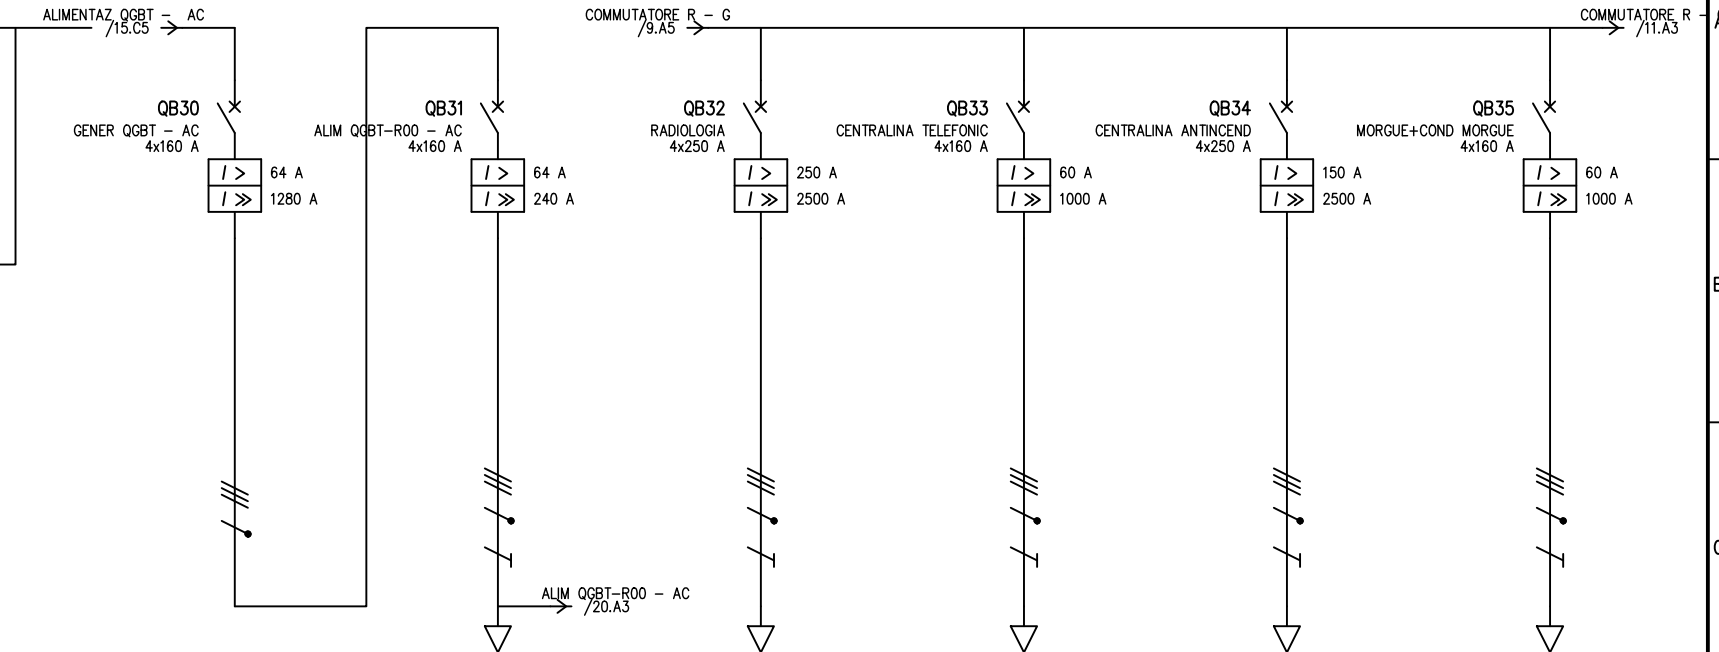 ALIMENTAZ QGBT - AC
/15.C5
COMMUTATORE R - G
/9.A5
COMMUTATORE R -
/11.A3
QB30
GENER QGBT - AC
4x160 A
I >
64 A
I >>
1280 A
QB31
ALIM QGBT-R00 - AC
4x160 A
I >
64 A
I >>
240 A
QB32
RADIOLOGIA
4x250 A
I >
250 A
I >>
2500 A
QB33
CENTRALINA TELEFONIC
4x160 A
I >
60 A
I >>
1000 A
QB34
CENTRALINA ANTINCEND
4x250 A
I >
150 A
I >>
2500 A
QB35
MORGUE+COND MORGUE
4x160 A
I >
60 A
I >>
1000 A
ALIM QGBT-R00 - AC
/20.A3